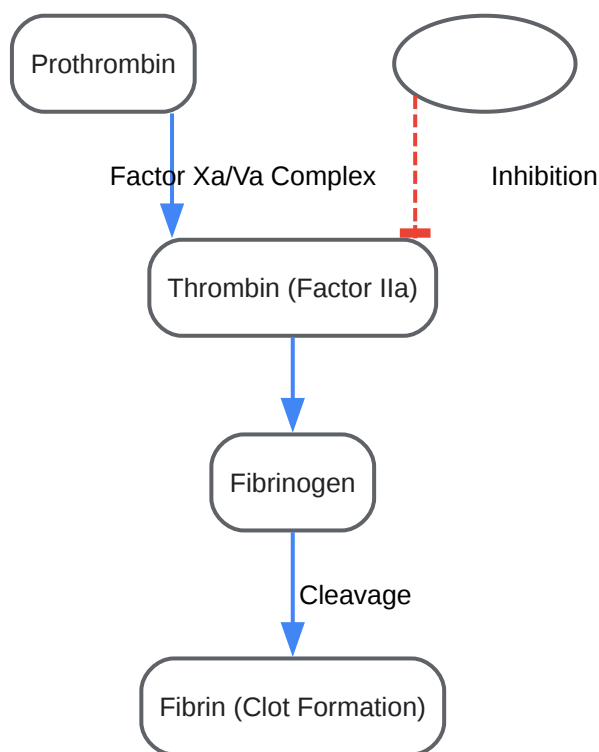 Prothrombin
Factor Xa/Va Complex
Inhibition
Thrombin (Factor IIa)
Fibrinogen
Cleavage
Fibrin (Clot Formation)